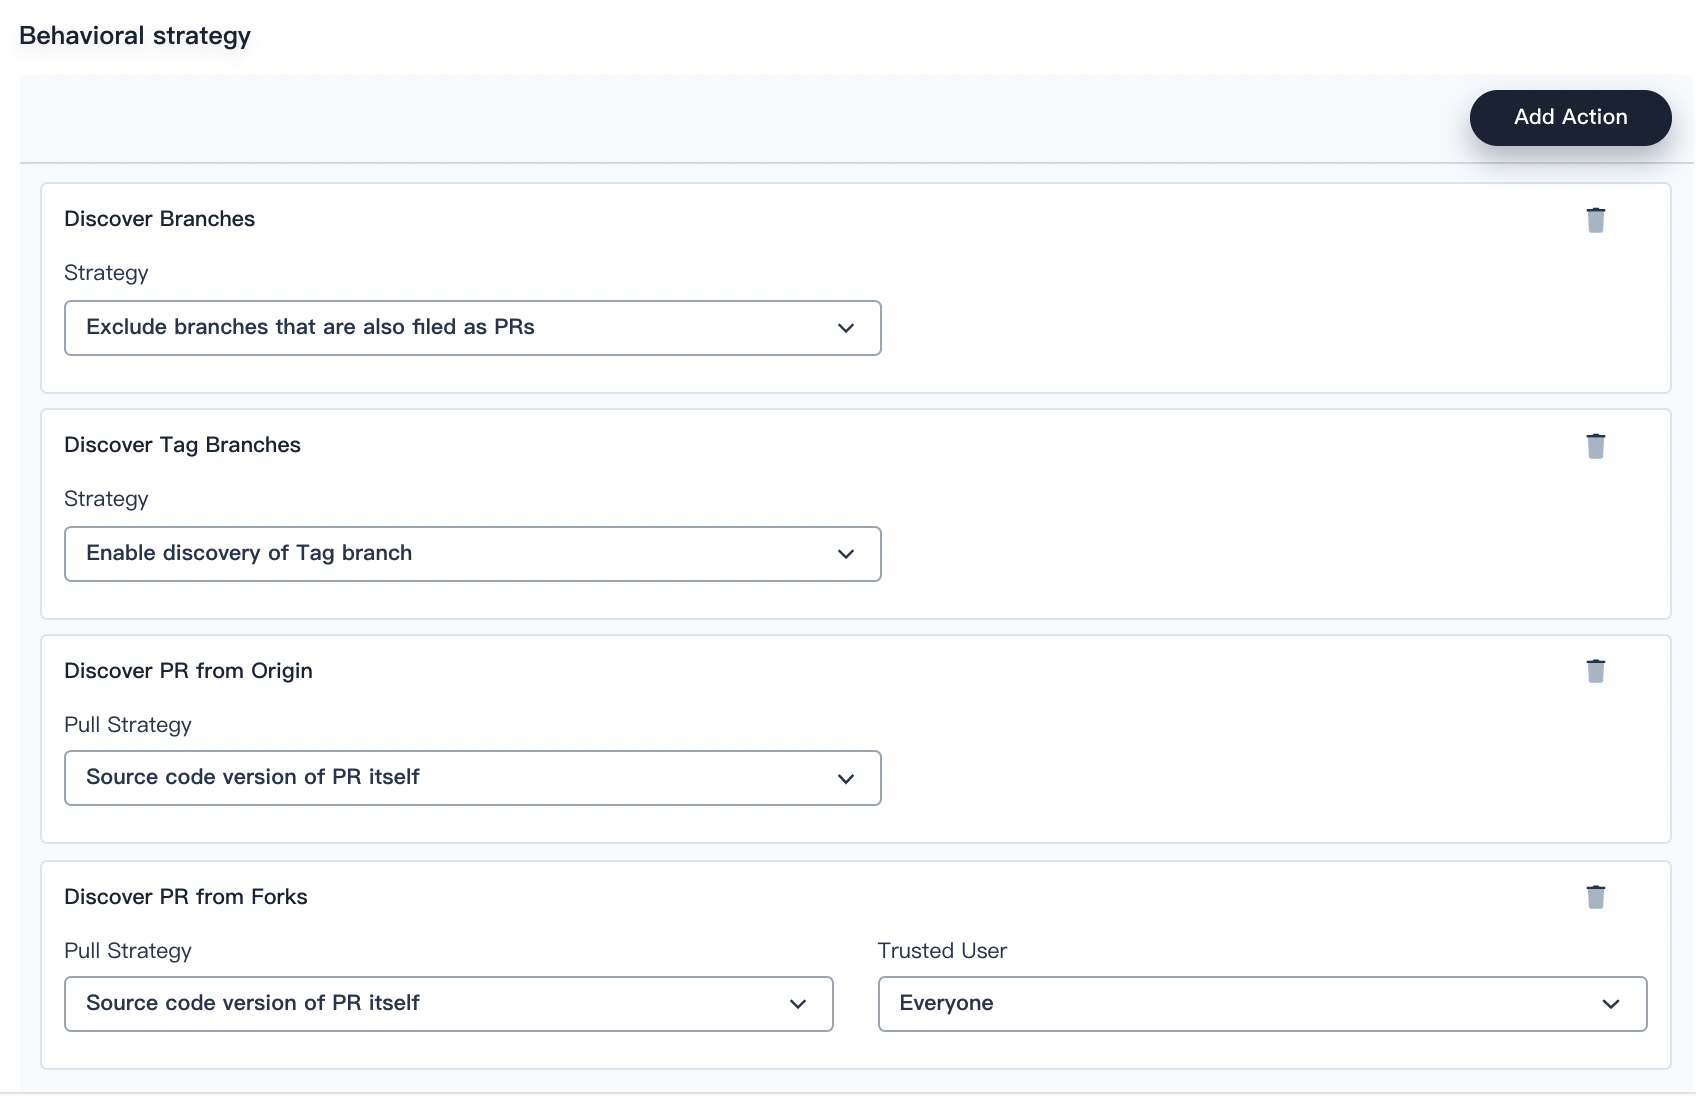 Behavioral strategy
Add Action
Discover Branches
Strategy
Exclude branches that are also filed as PRs
Discover Tag Branches
Strategy
Enable discovery of Tag branch
Discover PR from Origin
Pull Strategy
Source code version of PR itself
Discover PR from Forks
Pull Strategy
Trusted User
Source code version of PR itself
Everyone